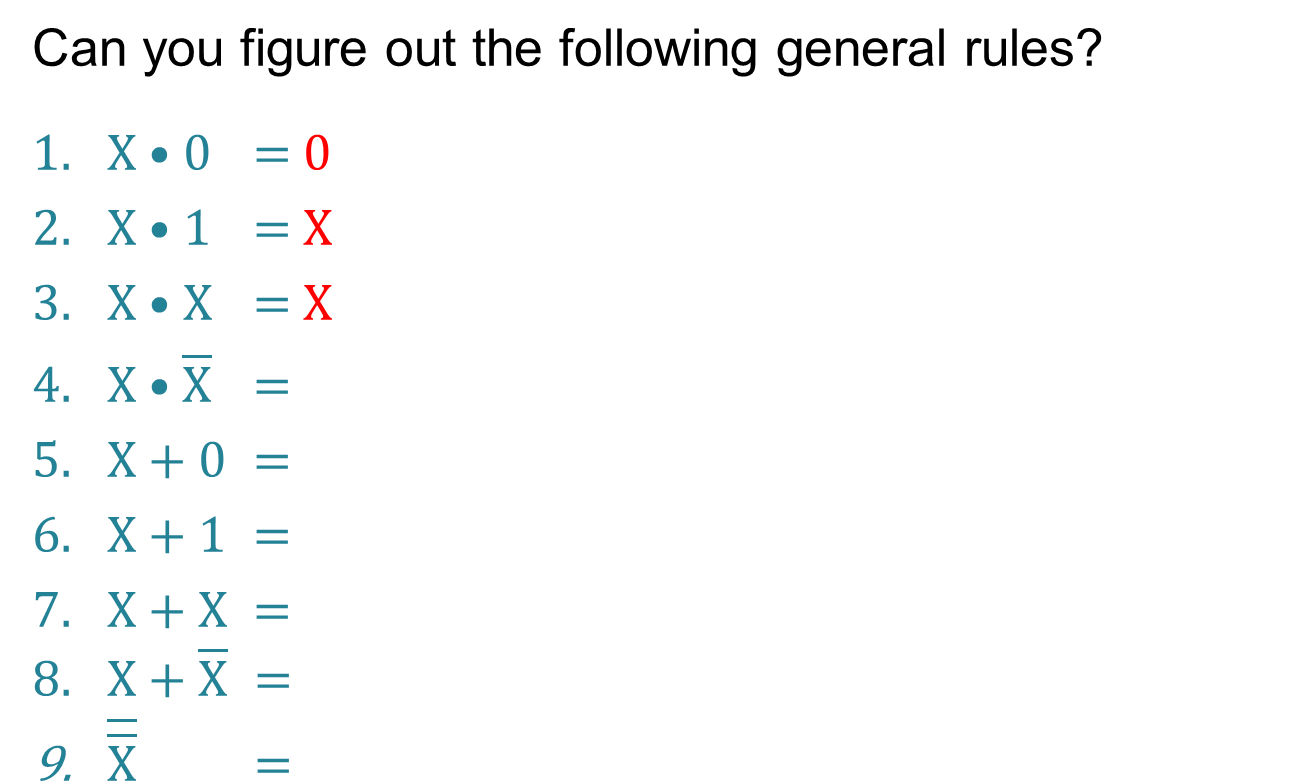 Can you figure out the following general rules?
1. X • 0 = 0
2. X • 1 = X
3. X • X = X
4. X • X̅ =
5. X + 0 =
6. X + 1 =
7. X + X =
8. X + X̅ =
9. X̿ =